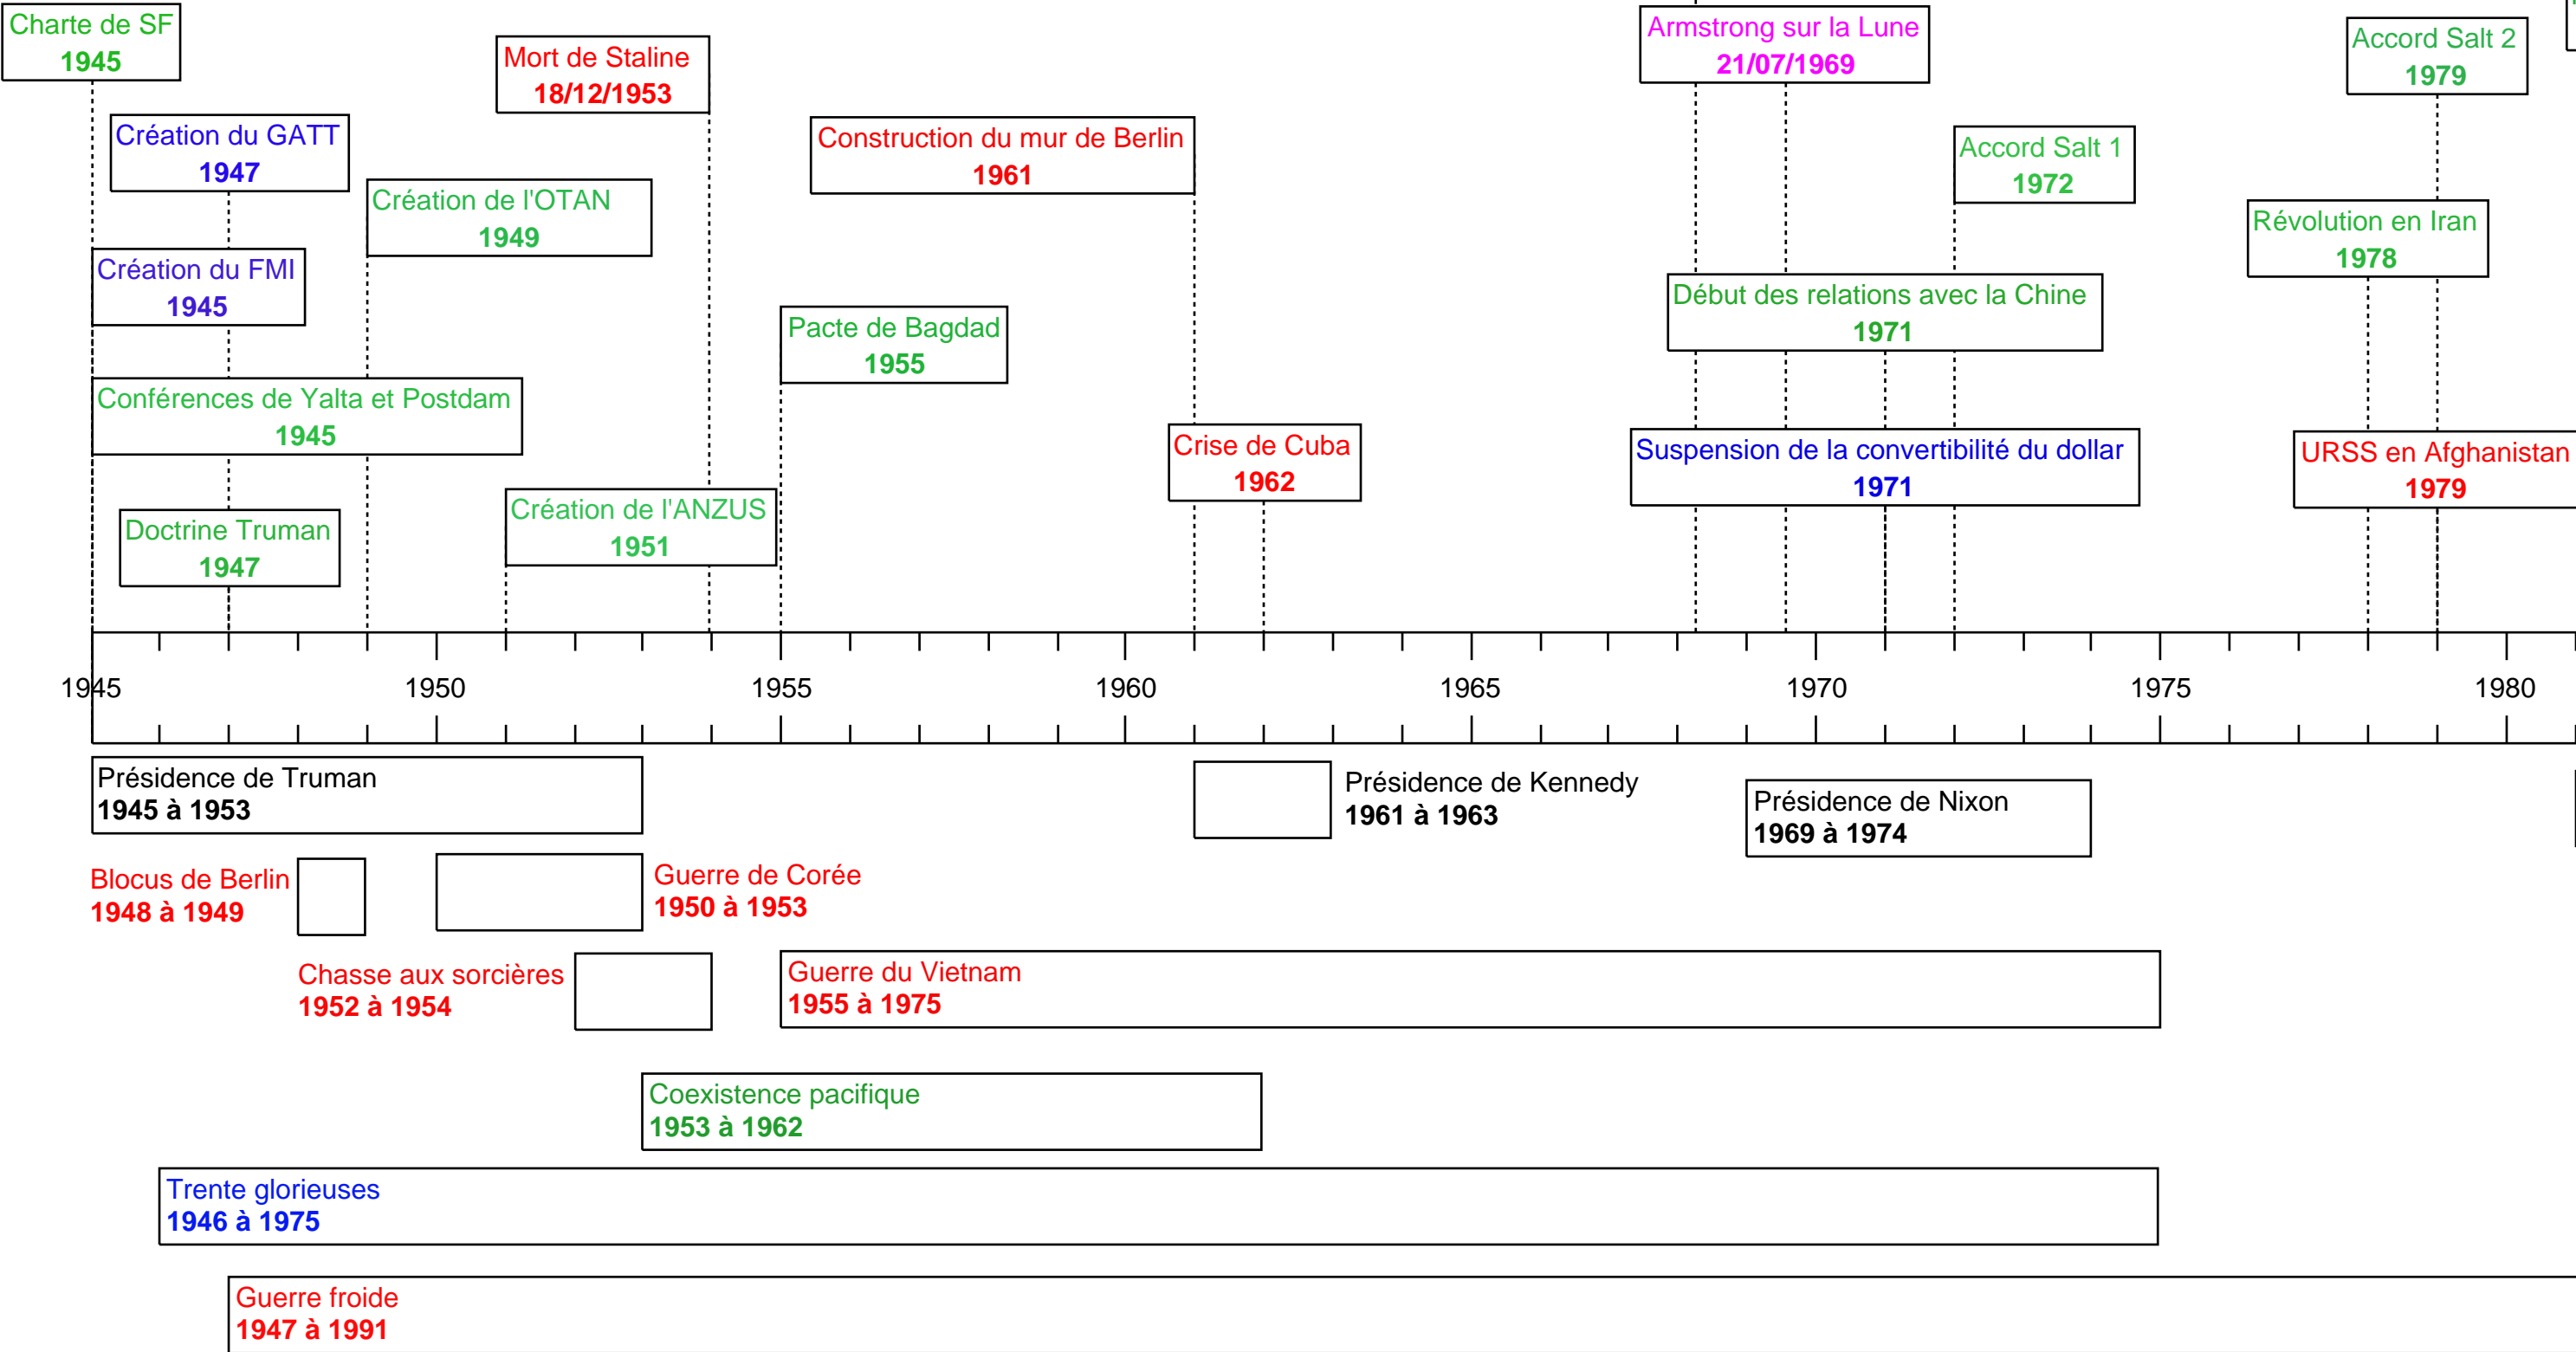 Charte de SF
1945
Mort de Staline
18/12/1953
Armstrong sur la Lune
21/07/1969
Accord Salt 2
1979
Création du GATT
1947
Construction du mur de Berlin
1961
Accord Salt 1
1972
Création de l'OTAN
1949
Révolution en Iran
1978
Création du FMI
1945
Début des relations avec la Chine
1971
Pacte de Bagdad
1955
Conférences de Yalta et Postdam
1945
Crise de Cuba
1962
Suspension de la convertibilité du dollar
1971
URSS en Afghanistan
1979
Doctrine Truman
1947
Création de l'ANZUS
1951
1945 1950 1955 1960 1965 1970 1975 1980
Présidence de Truman
1945 à 1953
Présidence de Kennedy
1961 à 1963
Présidence de Nixon
1969 à 1974
Blocus de Berlin
1948 à 1949
Guerre de Corée
1950 à 1953
Chasse aux sorcières
1952 à 1954
Guerre du Vietnam
1955 à 1975
Coexistence pacifique
1953 à 1962
Trente glorieuses
1946 à 1975
Guerre froide
1947 à 1991